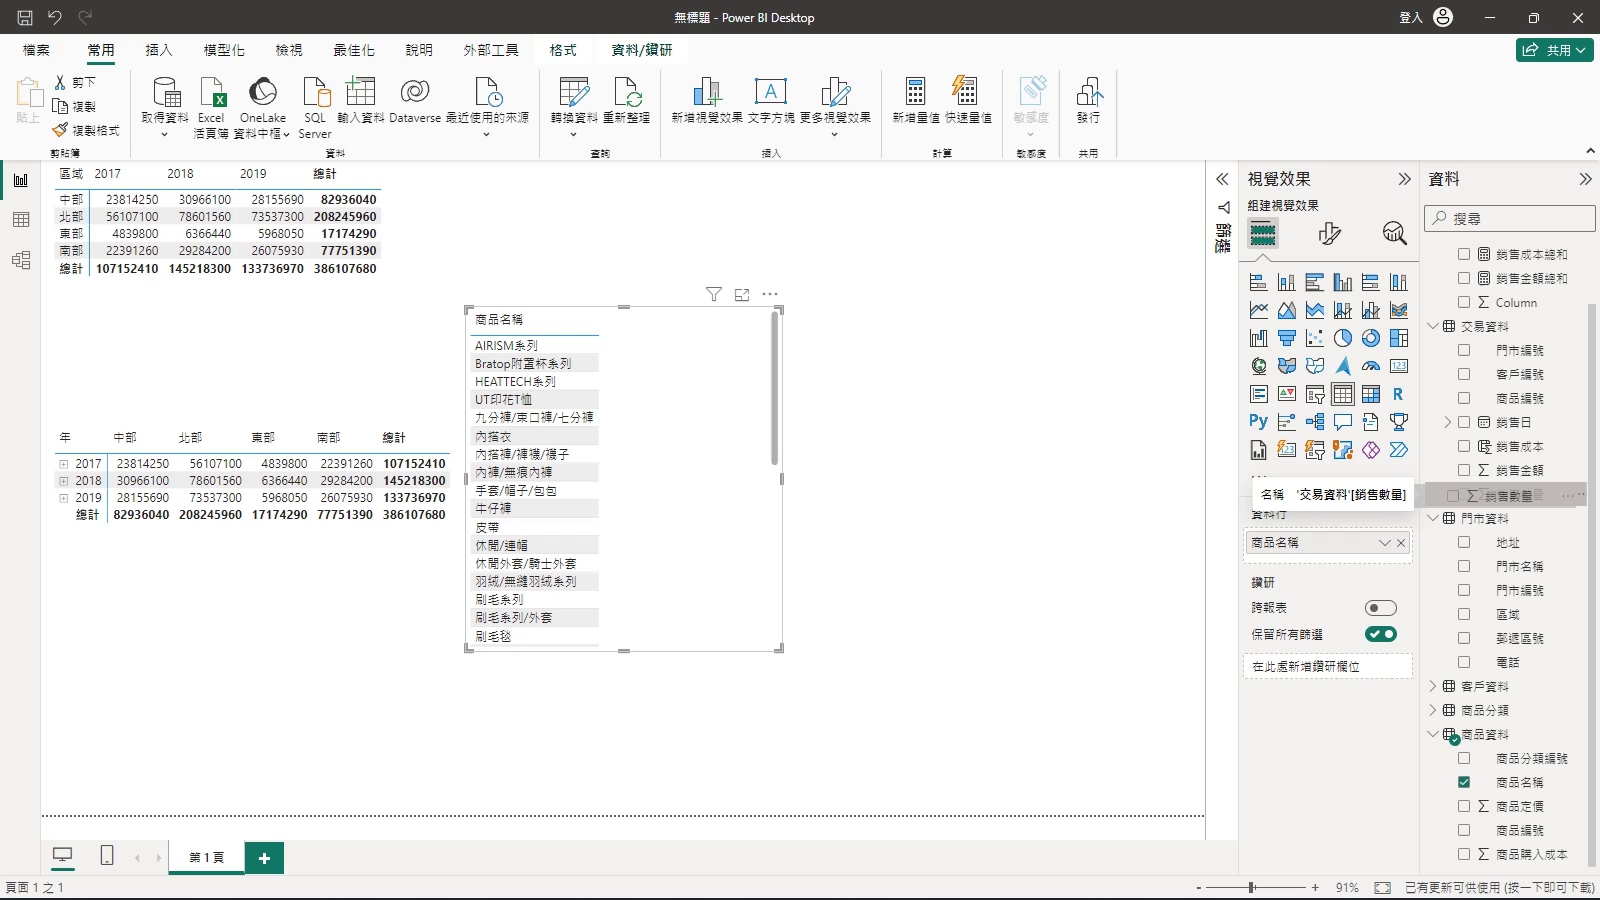 無標題 - Power BI Desktop
登入
檔案 常用 插入 模型化 檢視 最佳化 說明 外部工具 格式 資料/鑽研
共用
貼上
剪下
複製
複製格式
剪貼簿
取得資料
Excel 活頁簿
OneLake 資料中樞
SQL Server
輸入資料
Dataverse
最近使用的來源
資料
轉換資料
重新整理
查詢
新增視覺效果
文字方塊
更多視覺效果
插入
新增量值
快速量值
計算
敏感度
敏感度
發行
共用
區域 2017 2018 2019 總計
中部 23814250 30966100 28155690 82936040
北部 56107100 78601560 73537300 208245960
東部 4839800 6366440 5968050 17174290
南部 22391260 29284200 26075930 77751390
總計 107152410 145218300 133736970 386107680
商品名稱
AIRISM系列
Bratop附罩杯系列
HEATTECH系列
UT印花T恤
九分褲/束口褲/七分褲
內搭衣
內搭褲/褲襪/襪子
內褲/無痕內褲
手套/帽子/包包
牛仔褲
皮帶
休閒/連帽
休閒外套/騎士外套
羽絨/無縫羽絨系列
刷毛系列
刷毛系列/外套
刷毛毯
年 中部 北部 東部 南部 總計
2017 23814250 56107100 4839800 22391260 107152410
2018 30966100 78601560 6366440 29284200 145218300
2019 28155690 73537300 5968050 26075930 133736970
總計 82936040 208245960 17174290 77751390 386107680
篩選
視覺效果
組建視覺效果
123
R
Py
名稱 '交易資料'[銷售數量]
資料行
商品名稱
鑽研
跨報表
保留所有篩選
在此處新增鑽研欄位
資料
搜尋
銷售成本總和
銷售金額總和
Column
交易資料
門市編號
客戶編號
商品編號
銷售日
銷售成本
銷售金額
銷售數量
門市資料
地址
門市名稱
門市編號
區域
郵遞區號
電話
客戶資料
商品分類
商品資料
商品分類編號
商品名稱
商品定價
商品編號
商品購入成本
第 1 頁
頁面 1 之 1
- + 91%
已有更新可供使用 (按一下即可下載)